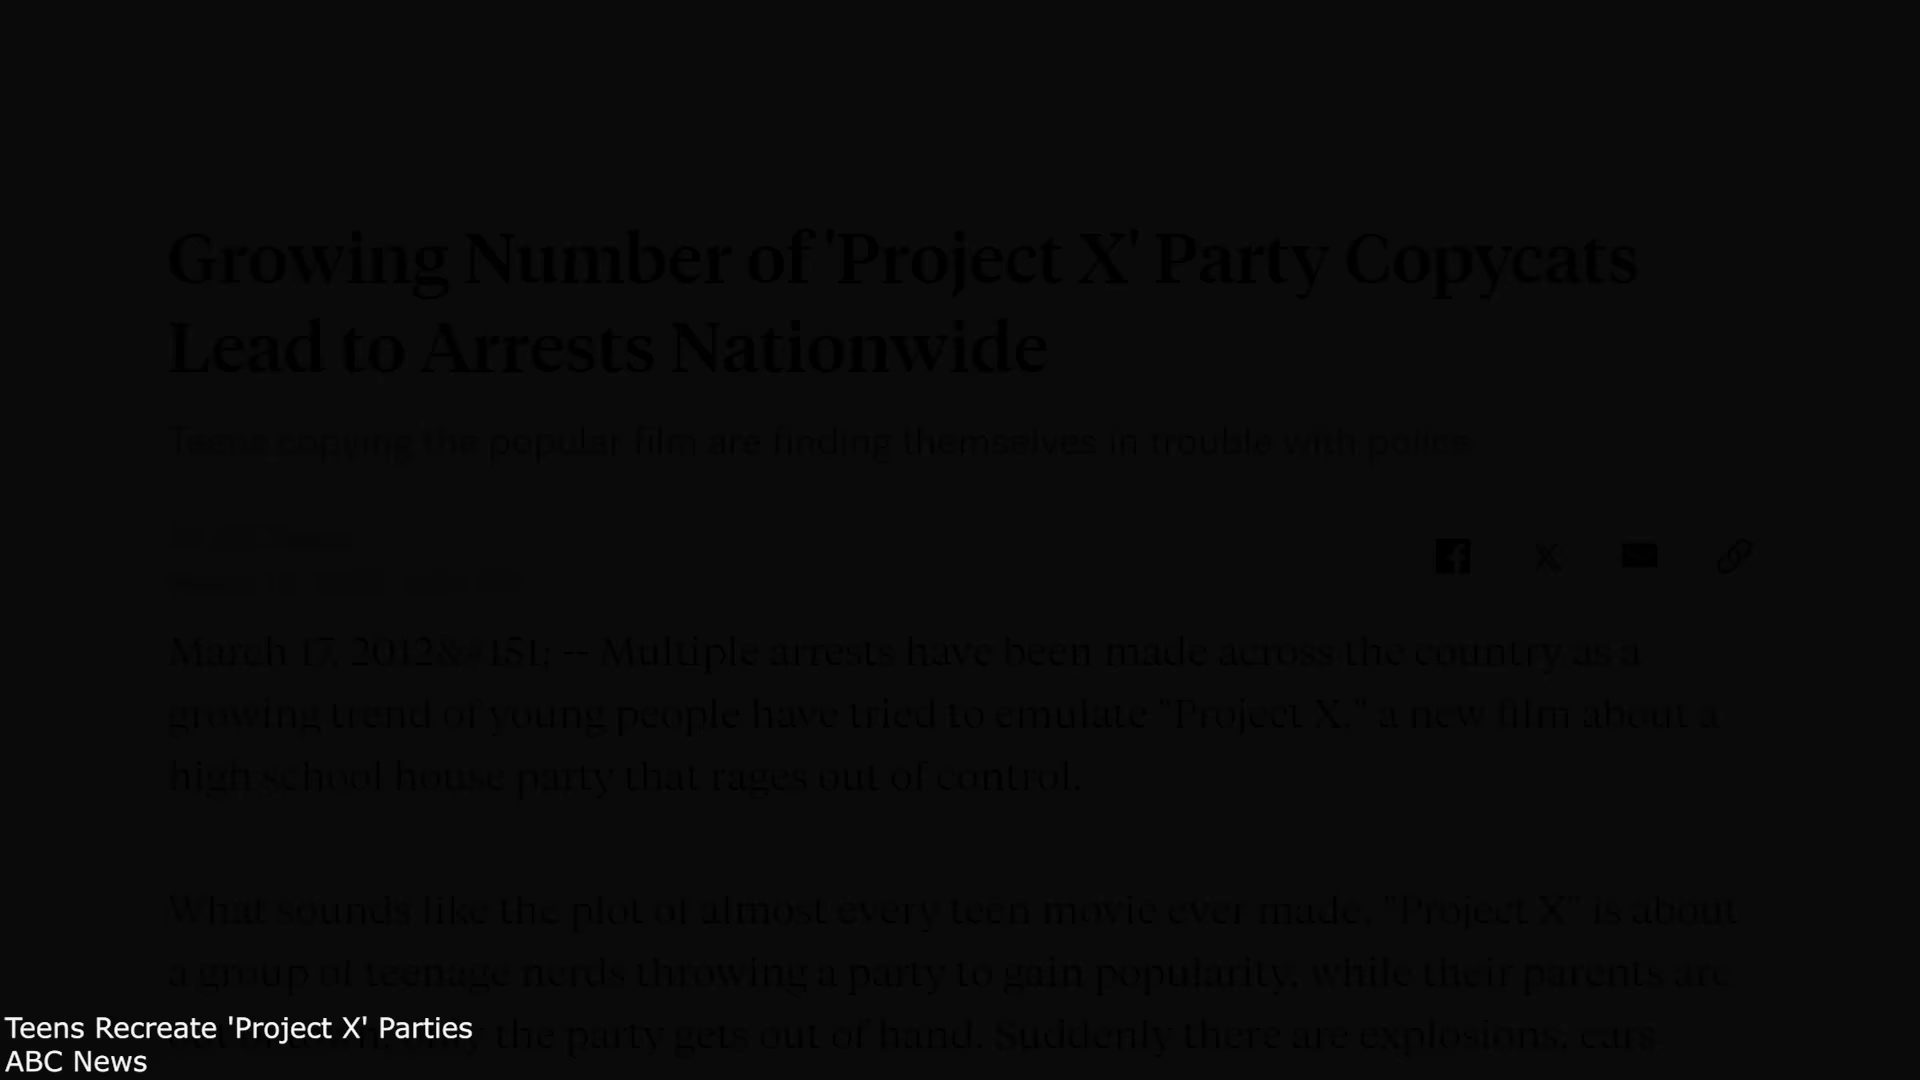 Growing Number of 'Project X' Party Copycats
Lead to Arrests Nationwide
Teens copying the popular film are finding themselves in trouble with police.
March 17, 2012&#151; -- Multiple arrests have been made across the country as a
growing trend of young people have tried to emulate "Project X," a new film about a
high school house party that rages out of control.
What sounds like the plot of almost every teen movie ever made, "Project X" is about
a group of teenage nerds throwing a party to gain popularity, while their parents are
the party gets out of hand. Suddenly there are explosions, cars
Teens Recreate 'Project X' Parties
ABC News